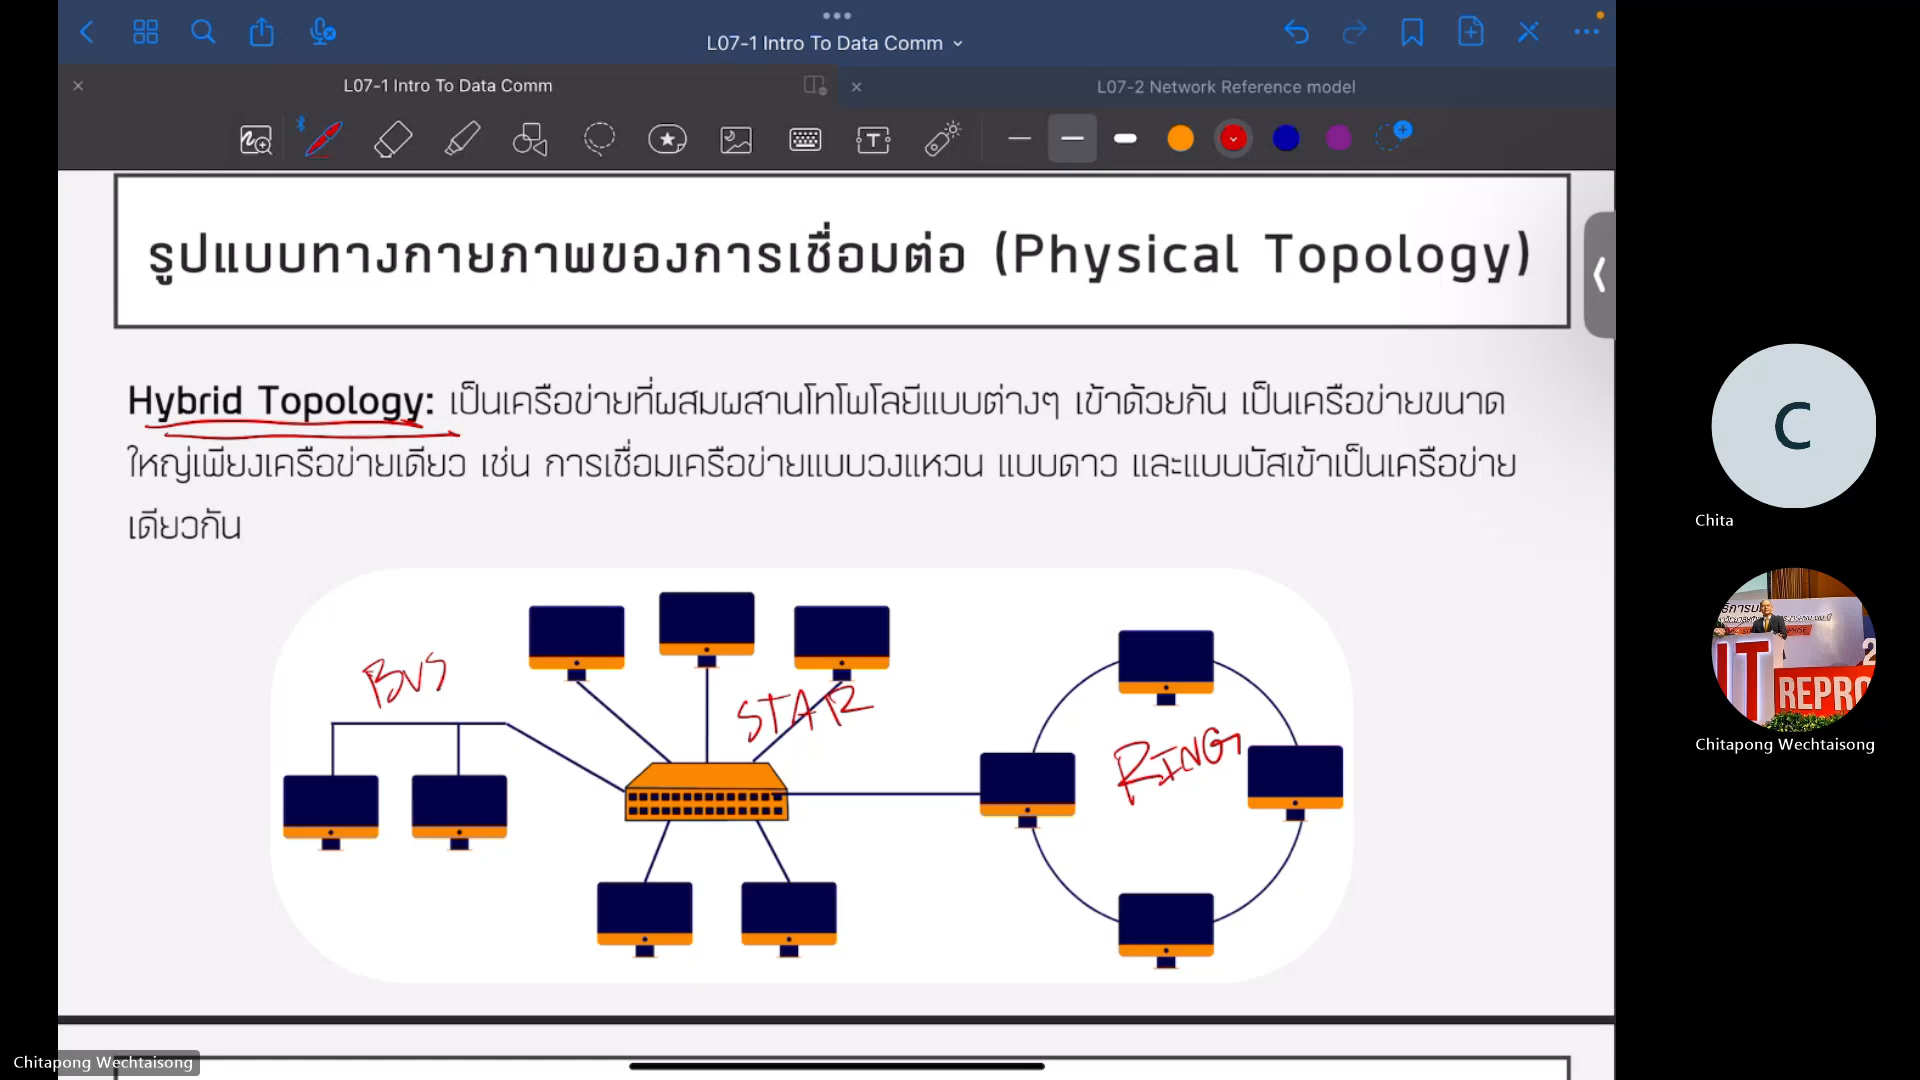 L07-1 Intro To Data Comm
L07-1 Intro To Data Comm
L07-2 Network Reference model
รูปแบบทางกายภาพของการเชื่อมต่อ (Physical Topology)
Hybrid Topology: เป็นเครือข่ายที่ผสมผสานโทโพโลยีแบบต่างๆ เข้าด้วยกัน เป็นเครือข่ายขนาด
ใหญ่เพียงเครือข่ายเดียว เช่น การเชื่อมเครือข่ายแบบวงแหวน แบบดาว และแบบบัสเข้าเป็นเครือข่าย
เดียวกัน
BUS
STAR
RING
C
Chita
IT
REPRO
2
Chitapong Wechtaisong
Chitapong Wechtaisong